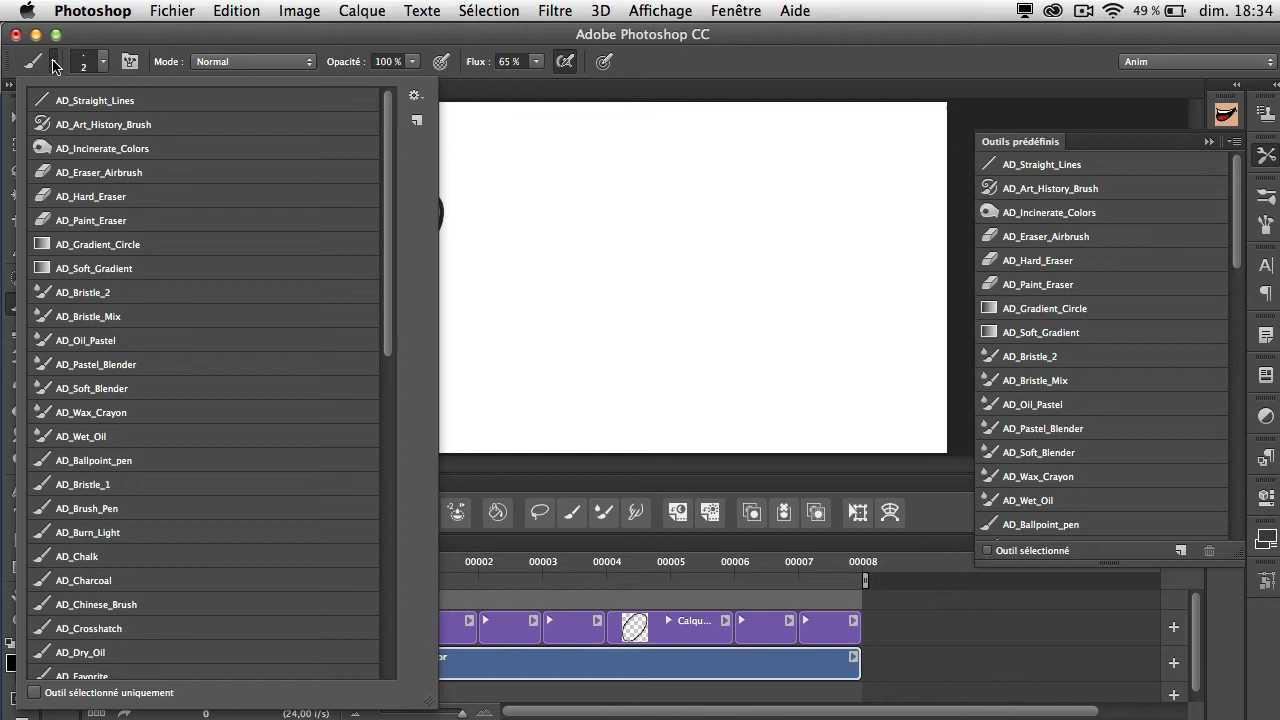 Photoshop Fichier Edition Image Calque Texte Sélection Filtre 3D Affichage Fenêtre Aide 49 % dim. 18:34
Adobe Photoshop CC
2 Mode : Normal Opacité : 100 % Flux : 65 % Anim
AD_Straight_Lines
AD_Art_History_Brush
AD_Incinerate_Colors
AD_Eraser_Airbrush
AD_Hard_Eraser
AD_Paint_Eraser
AD_Gradient_Circle
AD_Soft_Gradient
AD_Bristle_2
AD_Bristle_Mix
AD_Oil_Pastel
AD_Pastel_Blender
AD_Soft_Blender
AD_Wax_Crayon
AD_Wet_Oil
AD_Ballpoint_pen
AD_Bristle_1
AD_Brush_Pen
AD_Burn_Light
AD_Chalk
AD_Charcoal
AD_Chinese_Brush
AD_Crosshatch
AD_Dry_Oil
AD_Favorite
Outil sélectionné uniquement
Outils prédéfinis
AD_Straight_Lines
AD_Art_History_Brush
AD_Incinerate_Colors
AD_Eraser_Airbrush
AD_Hard_Eraser
AD_Paint_Eraser
AD_Gradient_Circle
AD_Soft_Gradient
AD_Bristle_2
AD_Bristle_Mix
AD_Oil_Pastel
AD_Pastel_Blender
AD_Soft_Blender
AD_Wax_Crayon
AD_Wet_Oil
AD_Ballpoint_pen
Outil sélectionné
00002 00003 00004 00005 00006 00007 00008
Calqu...
or
0 (24,00 i/s)